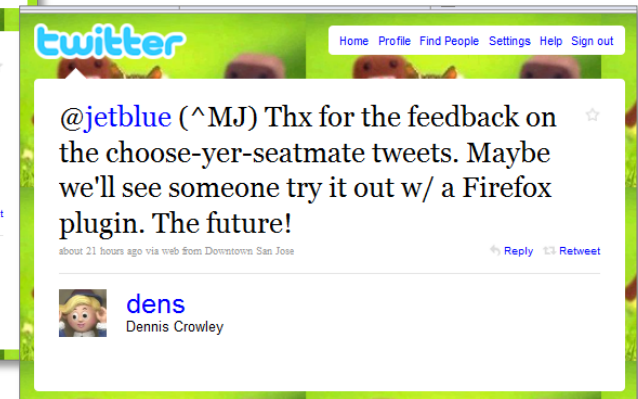 twitter
Home Profile Find People Settings Help Sign out
@jetblue (^MJ) Thx for the feedback on
the choose-yer-seatmate tweets. Maybe
we'll see someone try it out w/ a Firefox
plugin. The future!
about 21 hours ago via web from Downtown San Jose
Reply Retweet
dens
Dennis Crowley